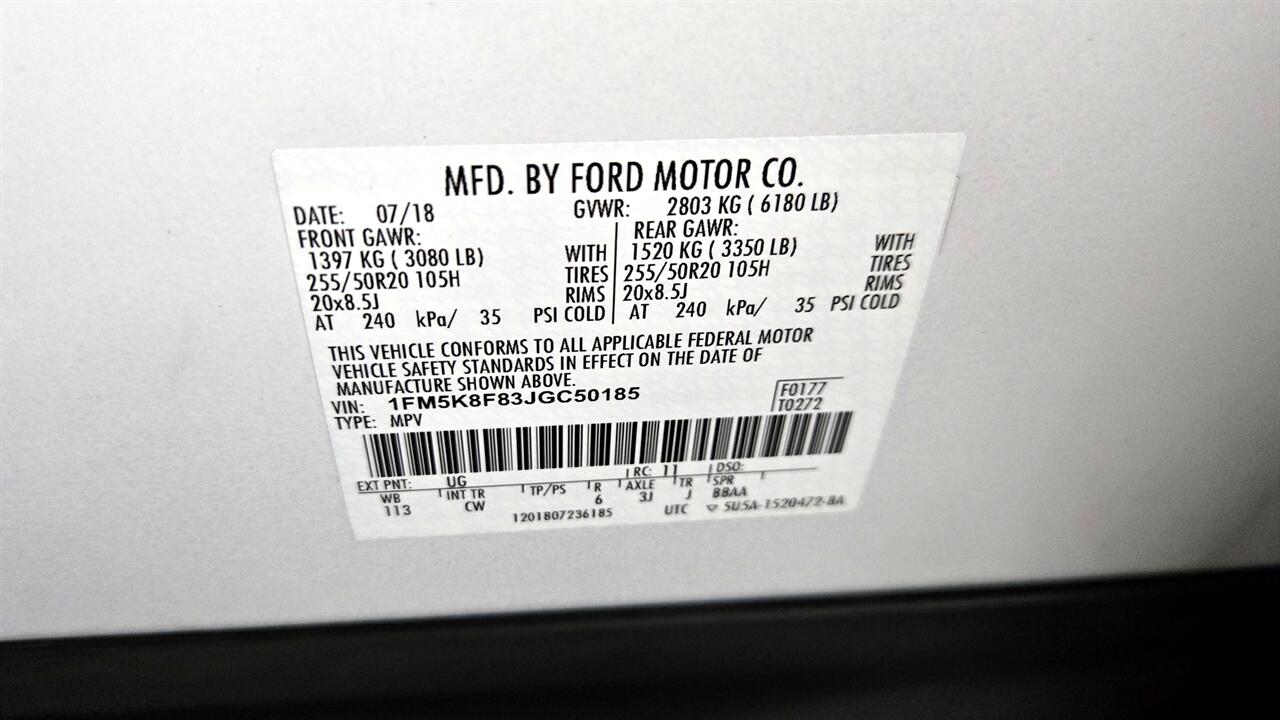 MFD. BY FORD MOTOR CO.
DATE: 07/18 GVWR: 2803 KG ( 6180 LB)
FRONT GAWR: REAR GAWR:
1397 KG ( 3080 LB) WITH 1520 KG ( 3350 LB) WITH
255/50R20 105H TIRES 255/50R20 105H TIRES
20x8.5J RIMS 20x8.5J RIMS
AT 240 kPa/ 35 PSI COLD AT 240 kPa/ 35 PSI COLD
THIS VEHICLE CONFORMS TO ALL APPLICABLE FEDERAL MOTOR
VEHICLE SAFETY STANDARDS IN EFFECT ON THE DATE OF
MANUFACTURE SHOWN ABOVE.
VIN: 1FM5K8F83JGC50185 F0177
TYPE: MPV T0272
EXT PNT: UG RC: 11 DSO:
WB INT TR TP/PS R AXLE TR SPR
113 CW 6 3J J BBAA
1201807236185 UTC ▽ 5U5A-1520472-BA